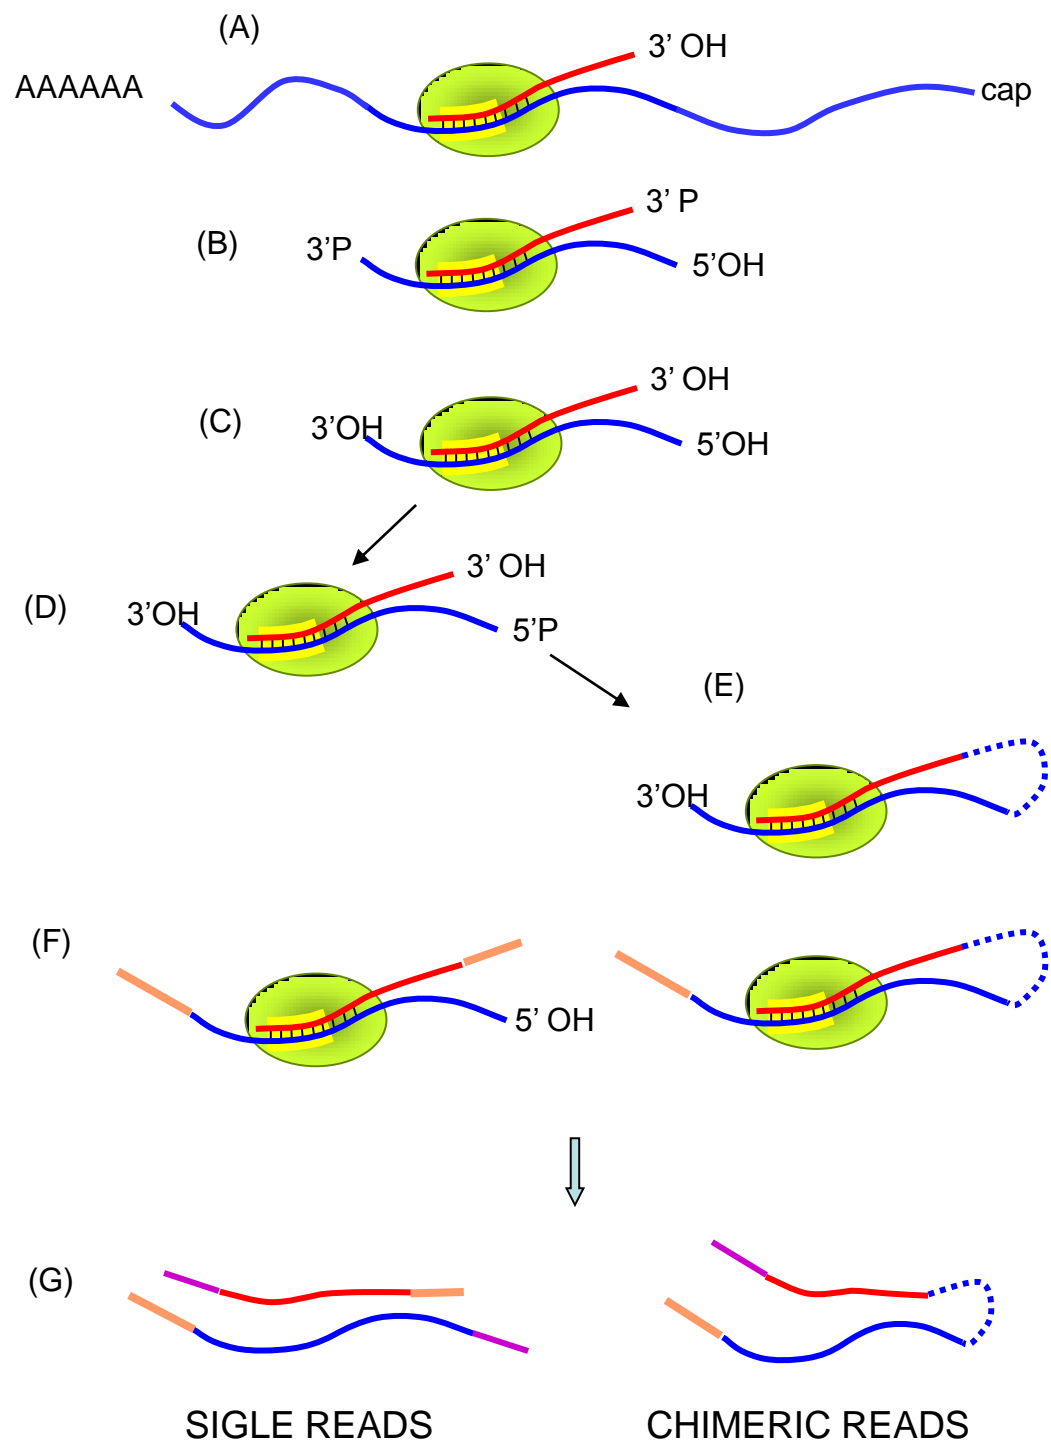 (A)
3’ OH
AAAAAA
cap
(B)
3’ P
3’P
5’OH
(C)
3’ OH
3’OH
5’OH
(D)
3’ OH
3’OH
5’P
(E)
3’OH
(F)
5’ OH
(G)
SIGLE READS
CHIMERIC READS